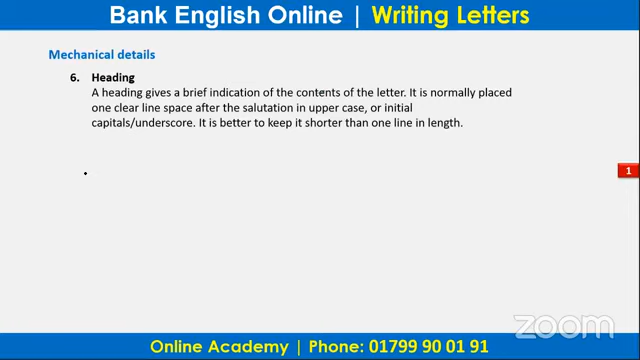 Bank English Online | Writing Letters
Mechanical details
6. Heading
A heading gives a brief indication of the contents of the letter. It is normally placed
one clear line space after the salutation in upper case, or initial
capitals/underscore. It is better to keep it shorter than one line in length.
1
zoom
Online Academy | Phone: 01799 90 01 91